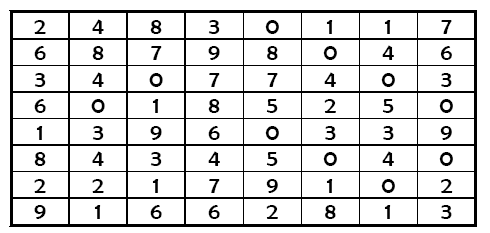 2 4 8 3 0 1 1 7
6 8 7 9 8 0 4 6
3 4 0 7 7 4 0 3
6 0 1 8 5 2 5 0
1 3 9 6 0 3 3 9
8 4 3 4 5 0 4 0
2 2 1 7 9 1 0 2
9 1 6 6 2 8 1 3